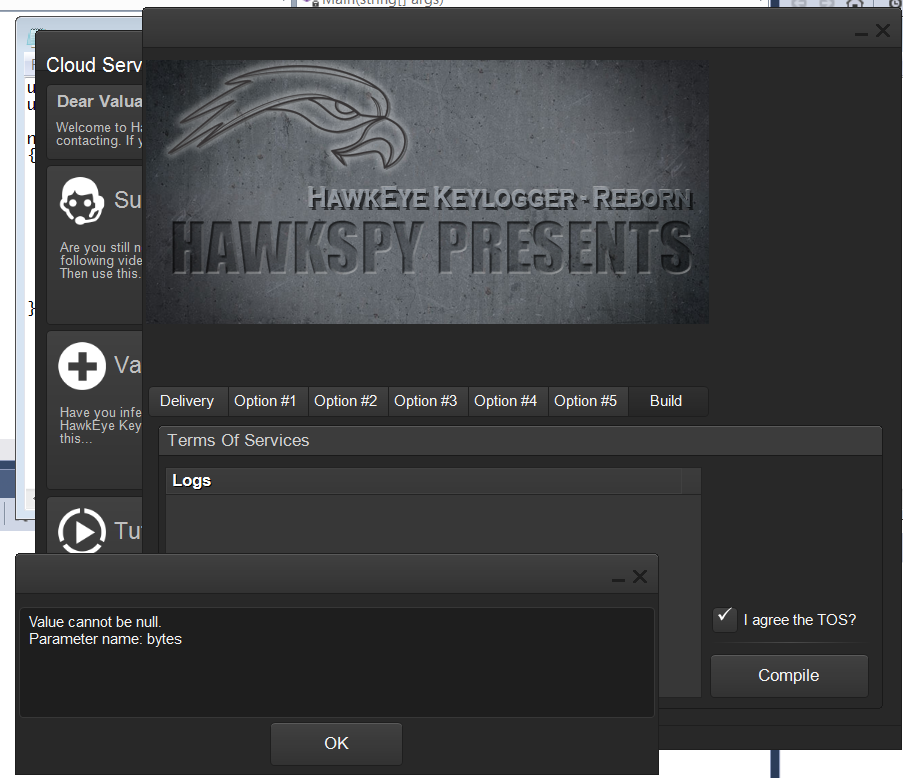 Main(string[] args)
Cloud Serv
Dear Valua
Welcome to Ha
contacting. If y
Su
Are you still n
following vide
Then use this.
Va
Have you infe
HawkEye Key
this...
Tu
HAWKEYE KEYLOGGER - REBORN
HAWKSPY PRESENTS
Delivery
Option #1
Option #2
Option #3
Option #4
Option #5
Build
Terms Of Services
Logs
I agree the TOS?
Compile
Value cannot be null.
Parameter name: bytes
OK